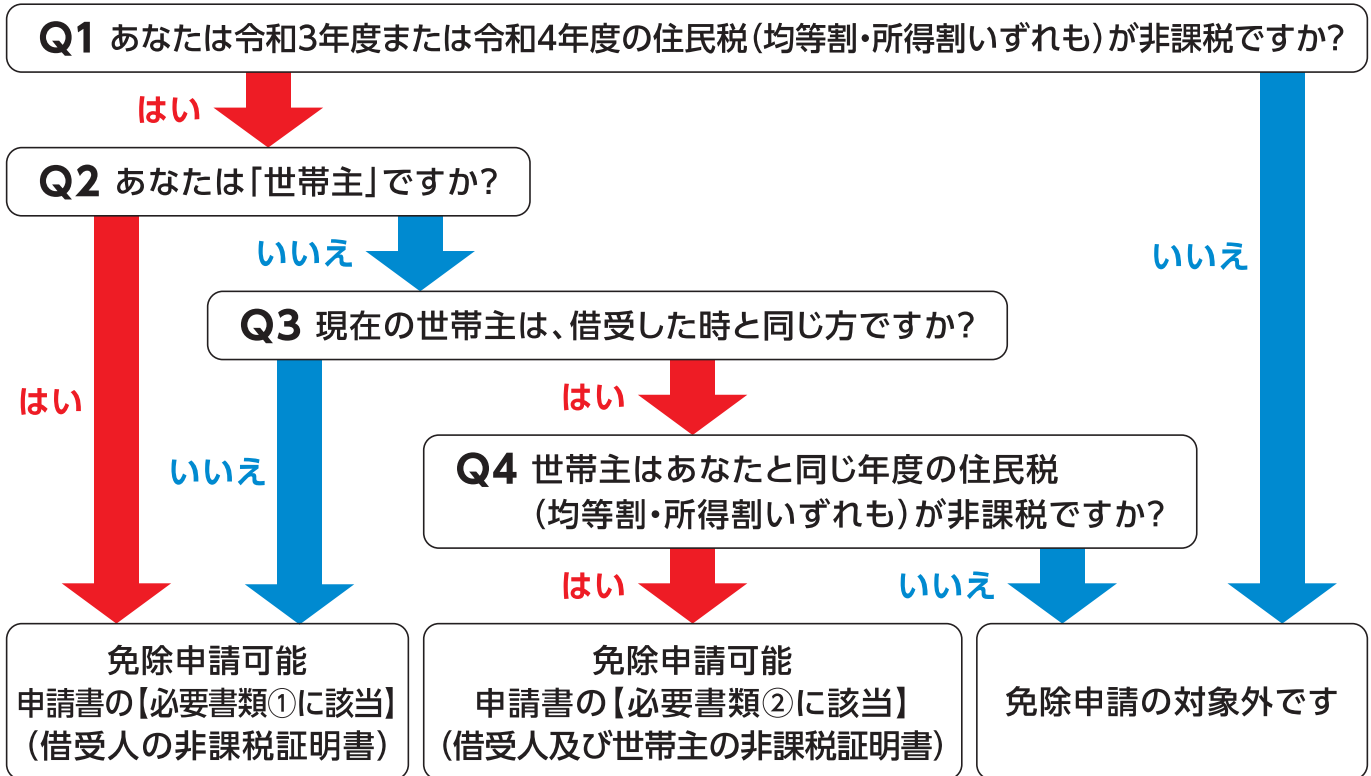 Q1 あなたは令和3年度または令和4年度の住民税(均等割・所得割いずれも)が非課税ですか?
はい
Q2 あなたは「世帯主」ですか?
いいえ
いいえ
Q3 現在の世帯主は、借受した時と同じ方ですか?
はい
はい
いいえ
Q4 世帯主はあなたと同じ年度の住民税
(均等割・所得割いずれも)が非課税ですか?
はい
いいえ
免除申請可能
申請書の【必要書類①に該当】
(借受人の非課税証明書)
免除申請可能
申請書の【必要書類②に該当】
(借受人及び世帯主の非課税証明書)
免除申請の対象外です